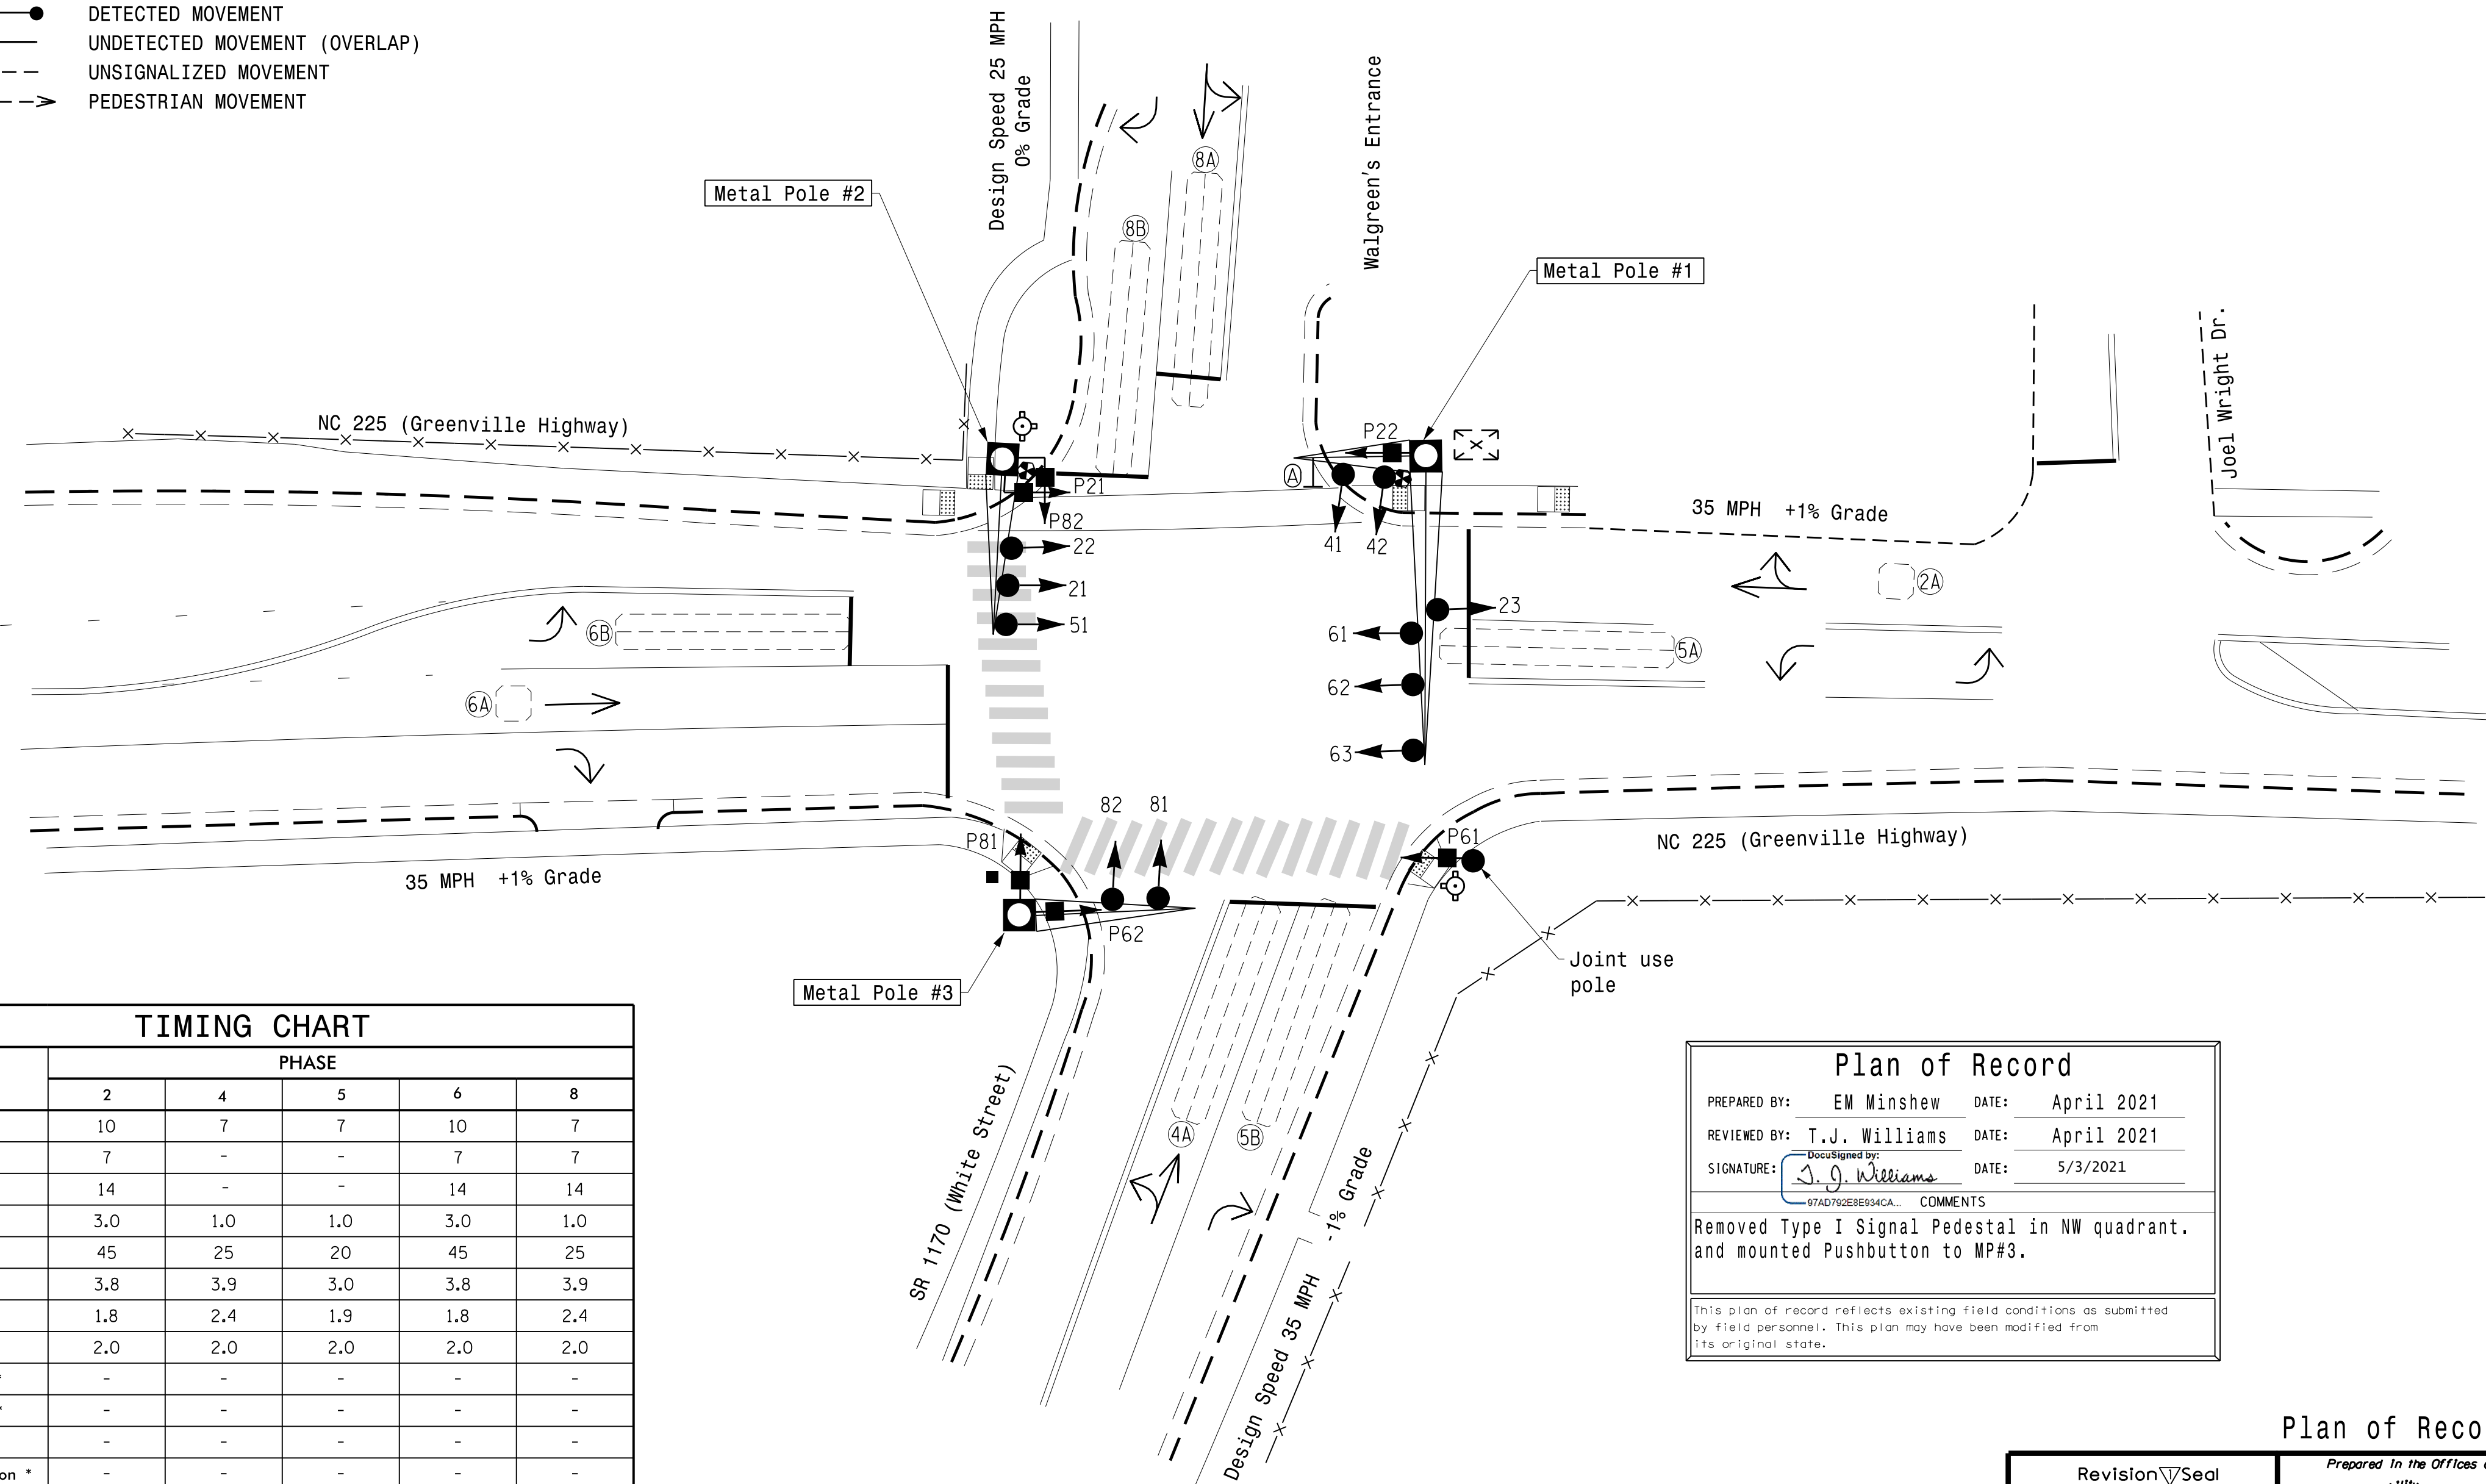 DETECTED MOVEMENT
UNDETECTED MOVEMENT (OVERLAP)
UNSIGNALIZED MOVEMENT
PEDESTRIAN MOVEMENT
Design Speed 25 MPH
0% Grade
Walgreen's Entrance
8A
8B
Metal Pole #2
Metal Pole #1
Joel Wright Dr.
NC 225 (Greenville Highway)
P22
A
P21
P82
22
21
51
41
42
35 MPH +1% Grade
2A
23
61
5A
62
63
6B
6A
82
81
P81
P61
NC 225 (Greenville Highway)
35 MPH +1% Grade
P62
Joint use
pole
Metal Pole #3
SR 1170 (White Street)
4A
5B
Design Speed 35 MPH -1% Grade
TIMING CHART
PHASE
2 4 5 6 8
10 7 7 10 7
7 - - 7 7
14 - - 14 14
3.0 1.0 1.0 3.0 1.0
45 25 20 45 25
3.8 3.9 3.0 3.8 3.9
1.8 2.4 1.9 1.8 2.4
2.0 2.0 2.0 2.0 2.0
* - - - - -
* - - - - -
- - - - -
on * - - - - -
Plan of Record
PREPARED BY: EM Minshew DATE: April 2021
REVIEWED BY: T.J. Williams DATE: April 2021
DocuSigned by:
SIGNATURE: T. J. Williams DATE: 5/3/2021
97AD792E8E934CA... COMMENTS
Removed Type I Signal Pedestal in NW quadrant.
and mounted Pushbutton to MP#3.
This plan of record reflects existing field conditions as submitted
by field personnel. This plan may have been modified from
its original state.
Plan of Reco
Revision 1 Seal
Prepared in the Offices